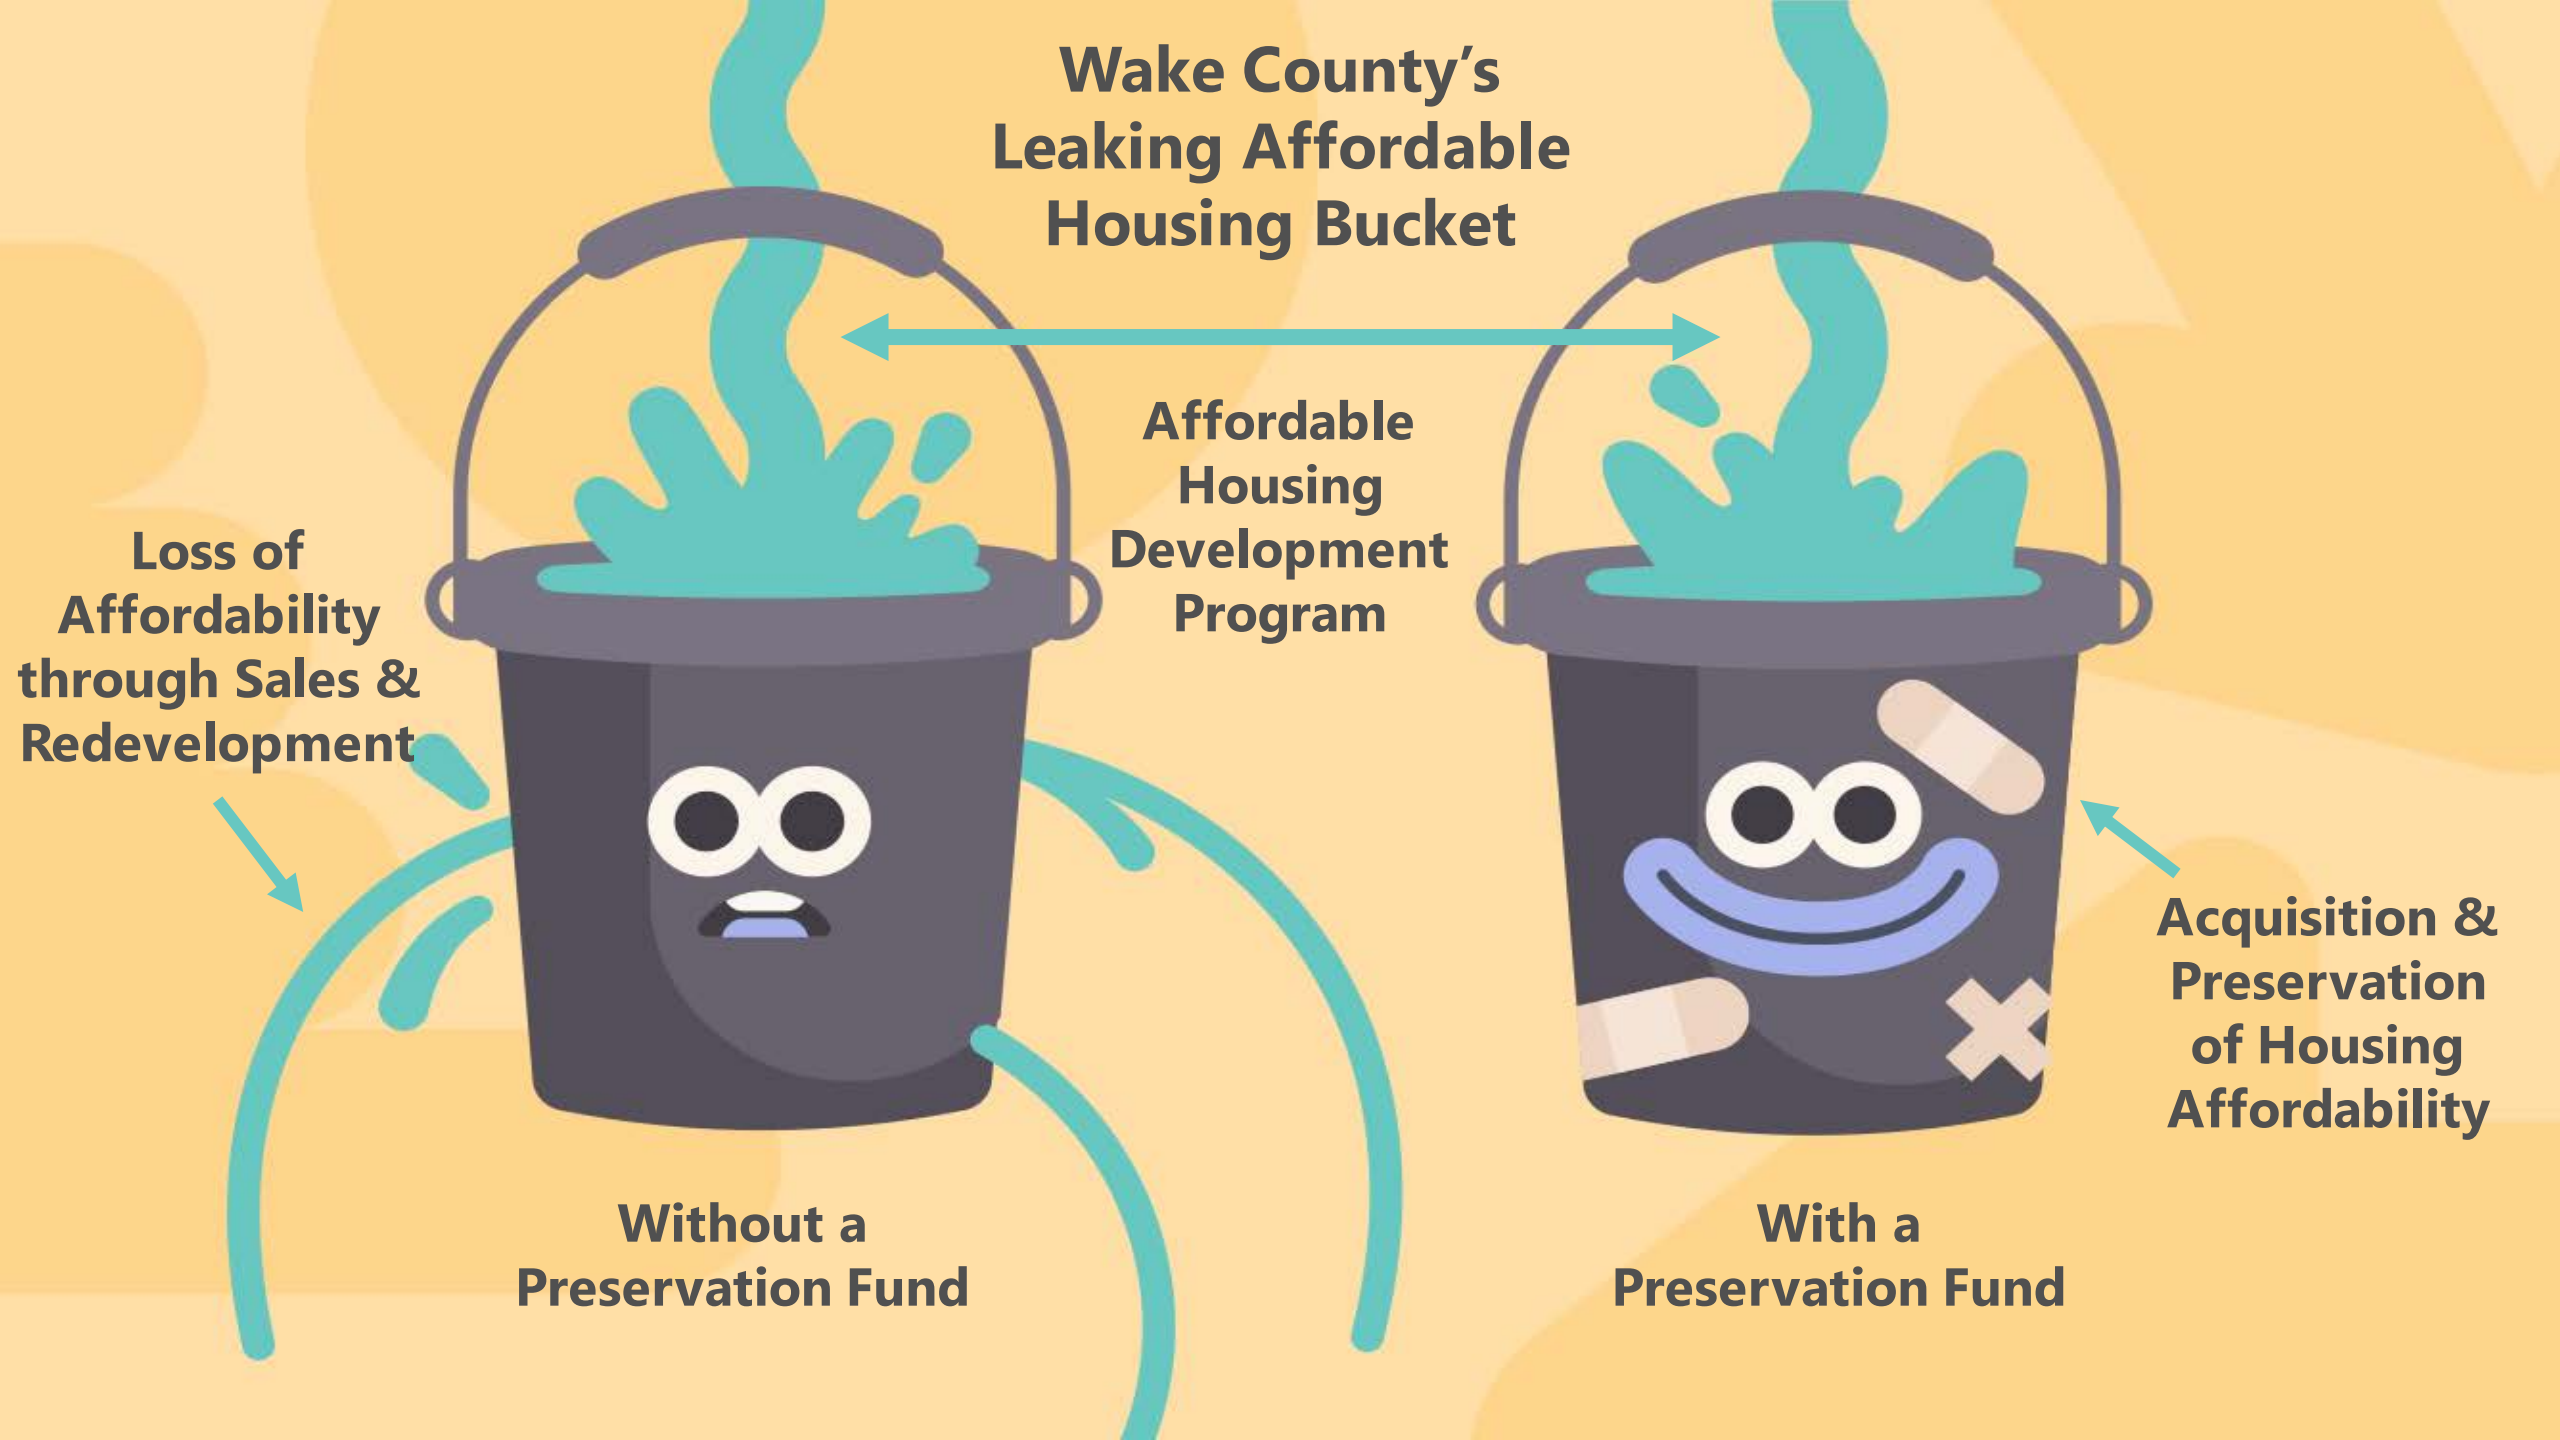 Wake County’s
Leaking Affordable
Housing Bucket
Affordable
Housing
Development
Program
Loss of
Affordability
through Sales &
Redevelopment
Acquisition &
Preservation
of Housing
Affordability
Without a
Preservation Fund
With a
Preservation Fund